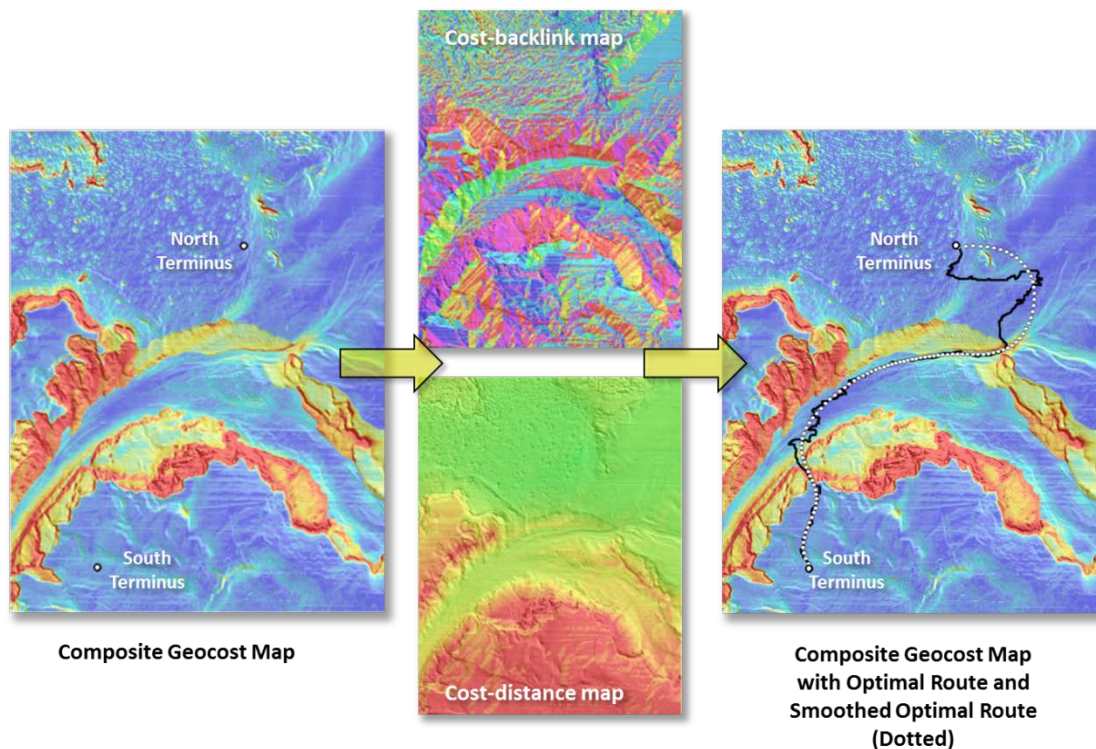 Cost-backlink map
North
Terminus
South
Terminus
Composite Geocost Map
Cost-distance map
North
Terminus
South
Terminus
Composite Geocost Map
with Optimal Route and
Smoothed Optimal Route
(Dotted)